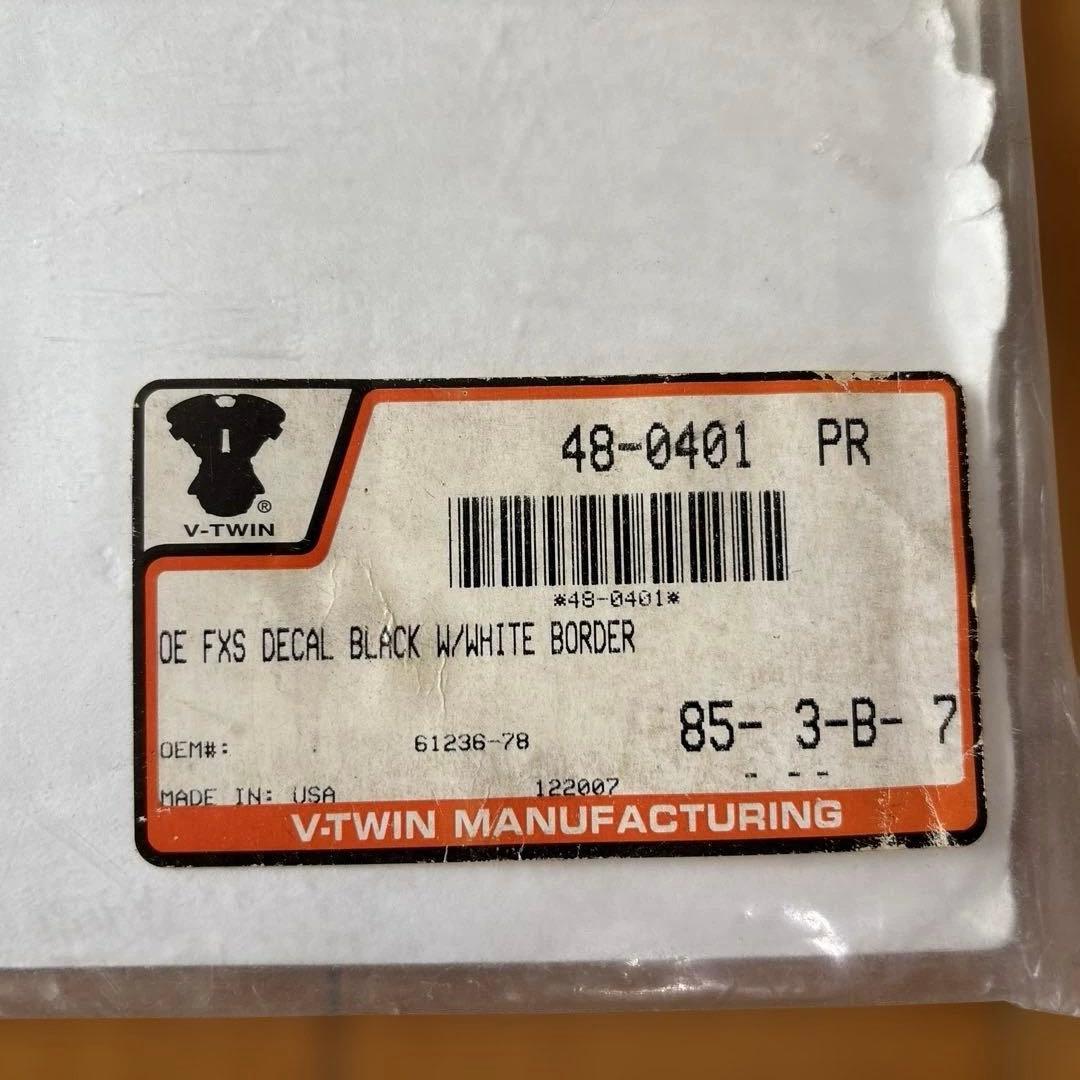 48-0401 PR
®
V-TWIN
*48-0401*
OE FXS DECAL BLACK W/WHITE BORDER
85- 3-B- 7
OEM#: 61236-78
- - -
MADE IN: USA 122007
V-TWIN MANUFACTURING